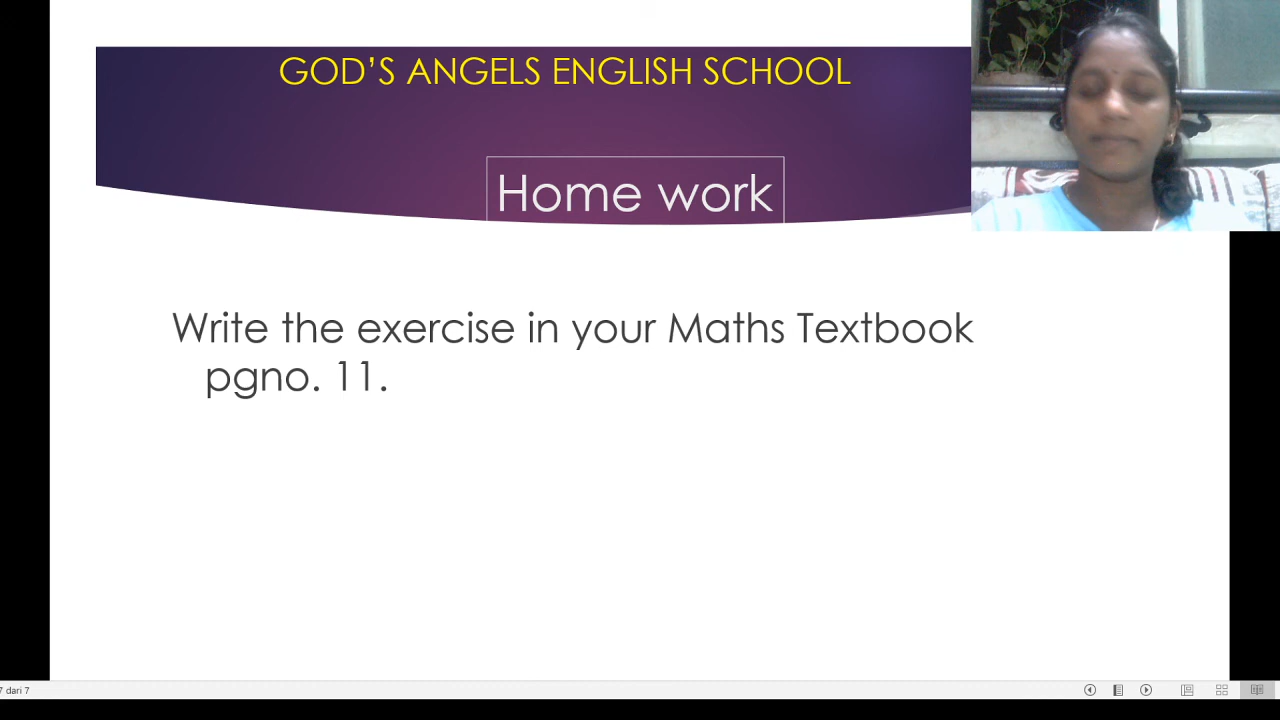 GOD’S ANGELS ENGLISH SCHOOL
Home work
Write the exercise in your Maths Textbook
pgno. 11.
7 dari 7